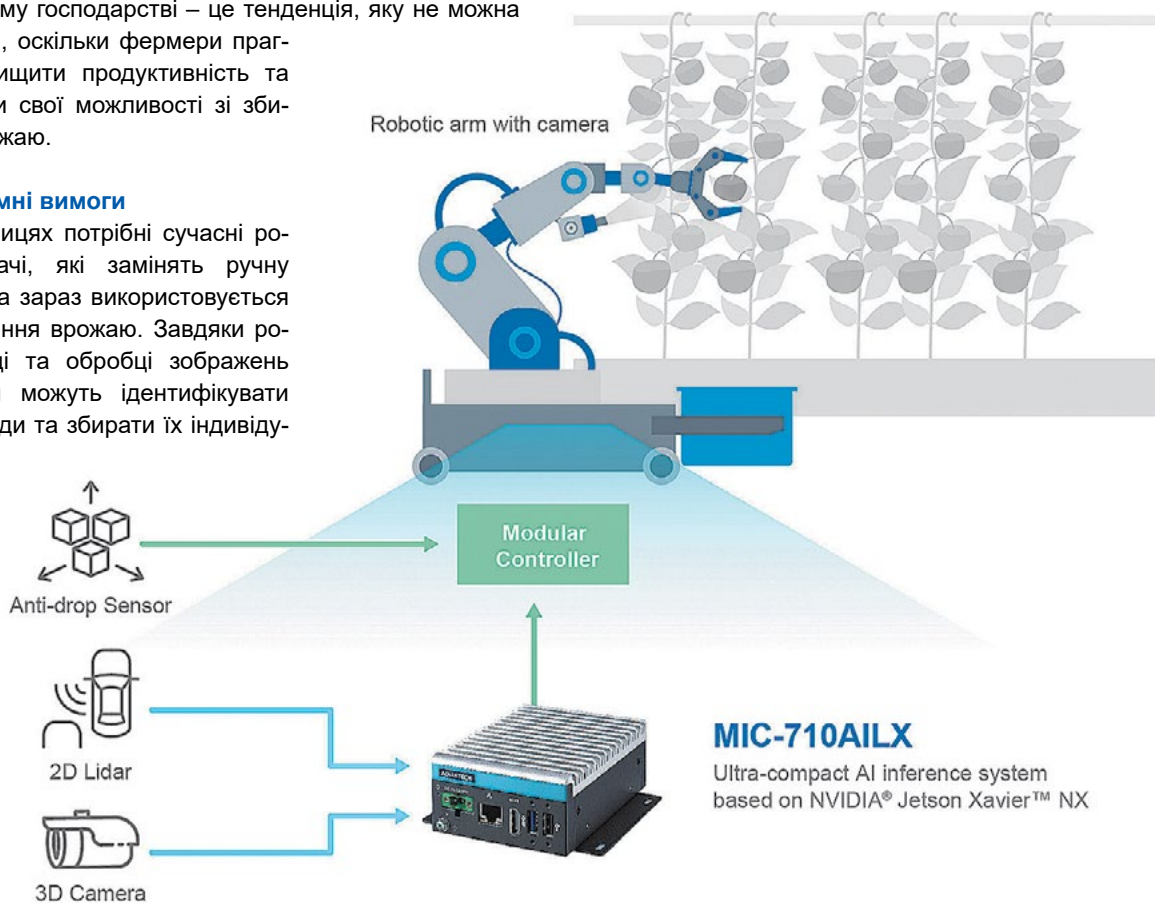 му господарстві – це тенденція, яку не можна
, оскільки фермери праг-
ищити продуктивність та
и свої можливості зі зби-
жаю.
мні вимоги
ицях потрібні сучасні ро-
ачі, які замінять ручну
а зараз використовується
ння врожаю. Завдяки ро-
ці та обробці зображень
можуть ідентифікувати
ди та збирати їх індивіду-
Robotic arm with camera
Modular
Controller
Anti-drop Sensor
2D Lidar
3D Camera
ADVANTECH
MIC-710AILX
Ultra-compact AI inference system
based on NVIDIA® Jetson Xavier™ NX